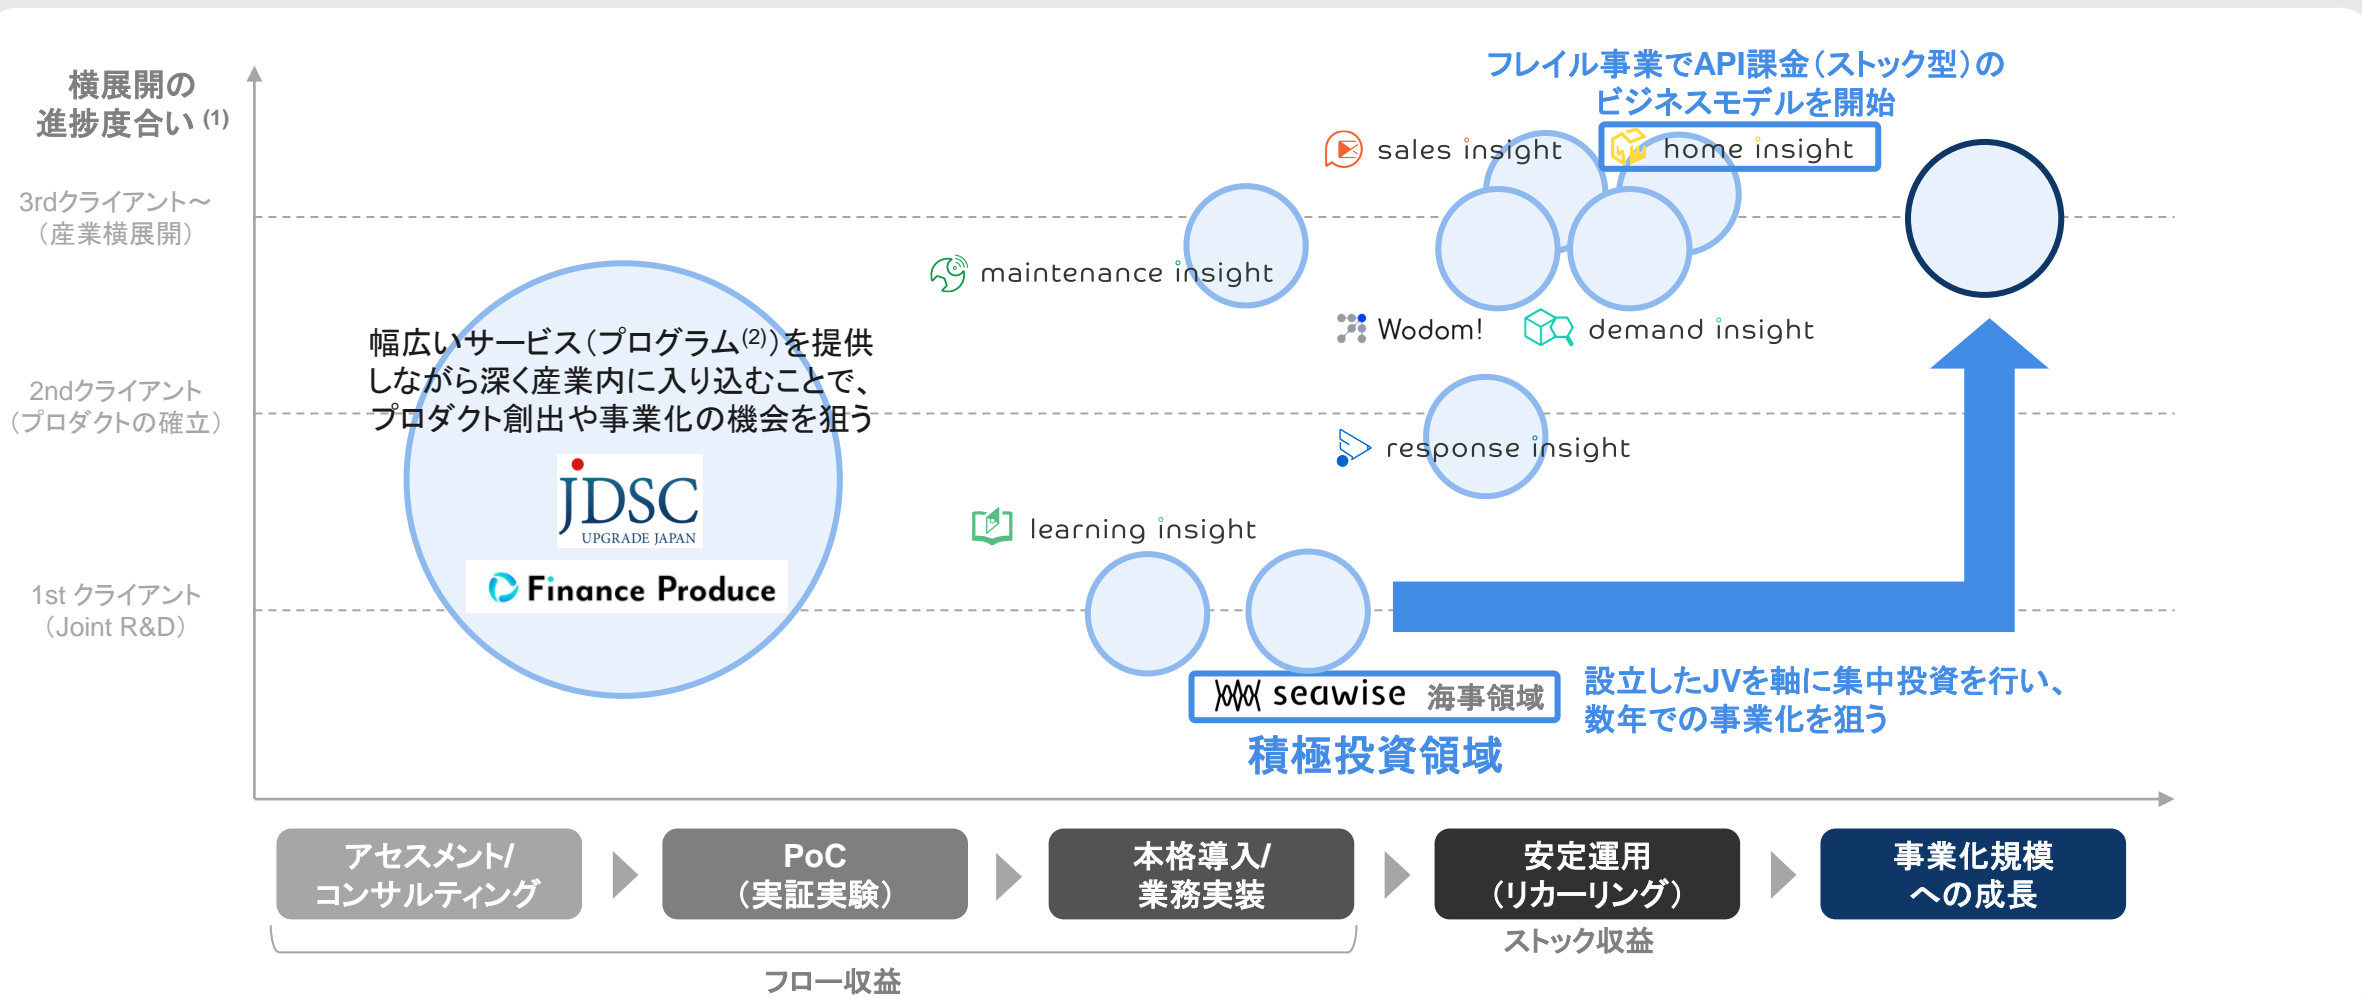 フレイル事業でAPI課金（ストック型）の
ビジネスモデルを開始
横展開の
進捗度合い (1)
sales insight
home insight
3rdクライアント～
（産業横展開）
maintenance insight
Wodom!
demand insight
幅広いサービス（プログラム(2)）を提供
しながら深く産業内に入り込むことで、
プロダクト創出や事業化の機会を狙う
2ndクライアント
（プロダクトの確立）
response insight
JDSC
UPGRADE JAPAN
learning insight
Finance Produce
1st クライアント
（Joint R&D）
seawise 海事領域
設立したJVを軸に集中投資を行い、
数年での事業化を狙う
積極投資領域
アセスメント/
コンサルティング
PoC
（実証実験）
本格導入/
業務実装
安定運用
（リカーリング）
事業化規模
への成長
フロー収益
ストック収益